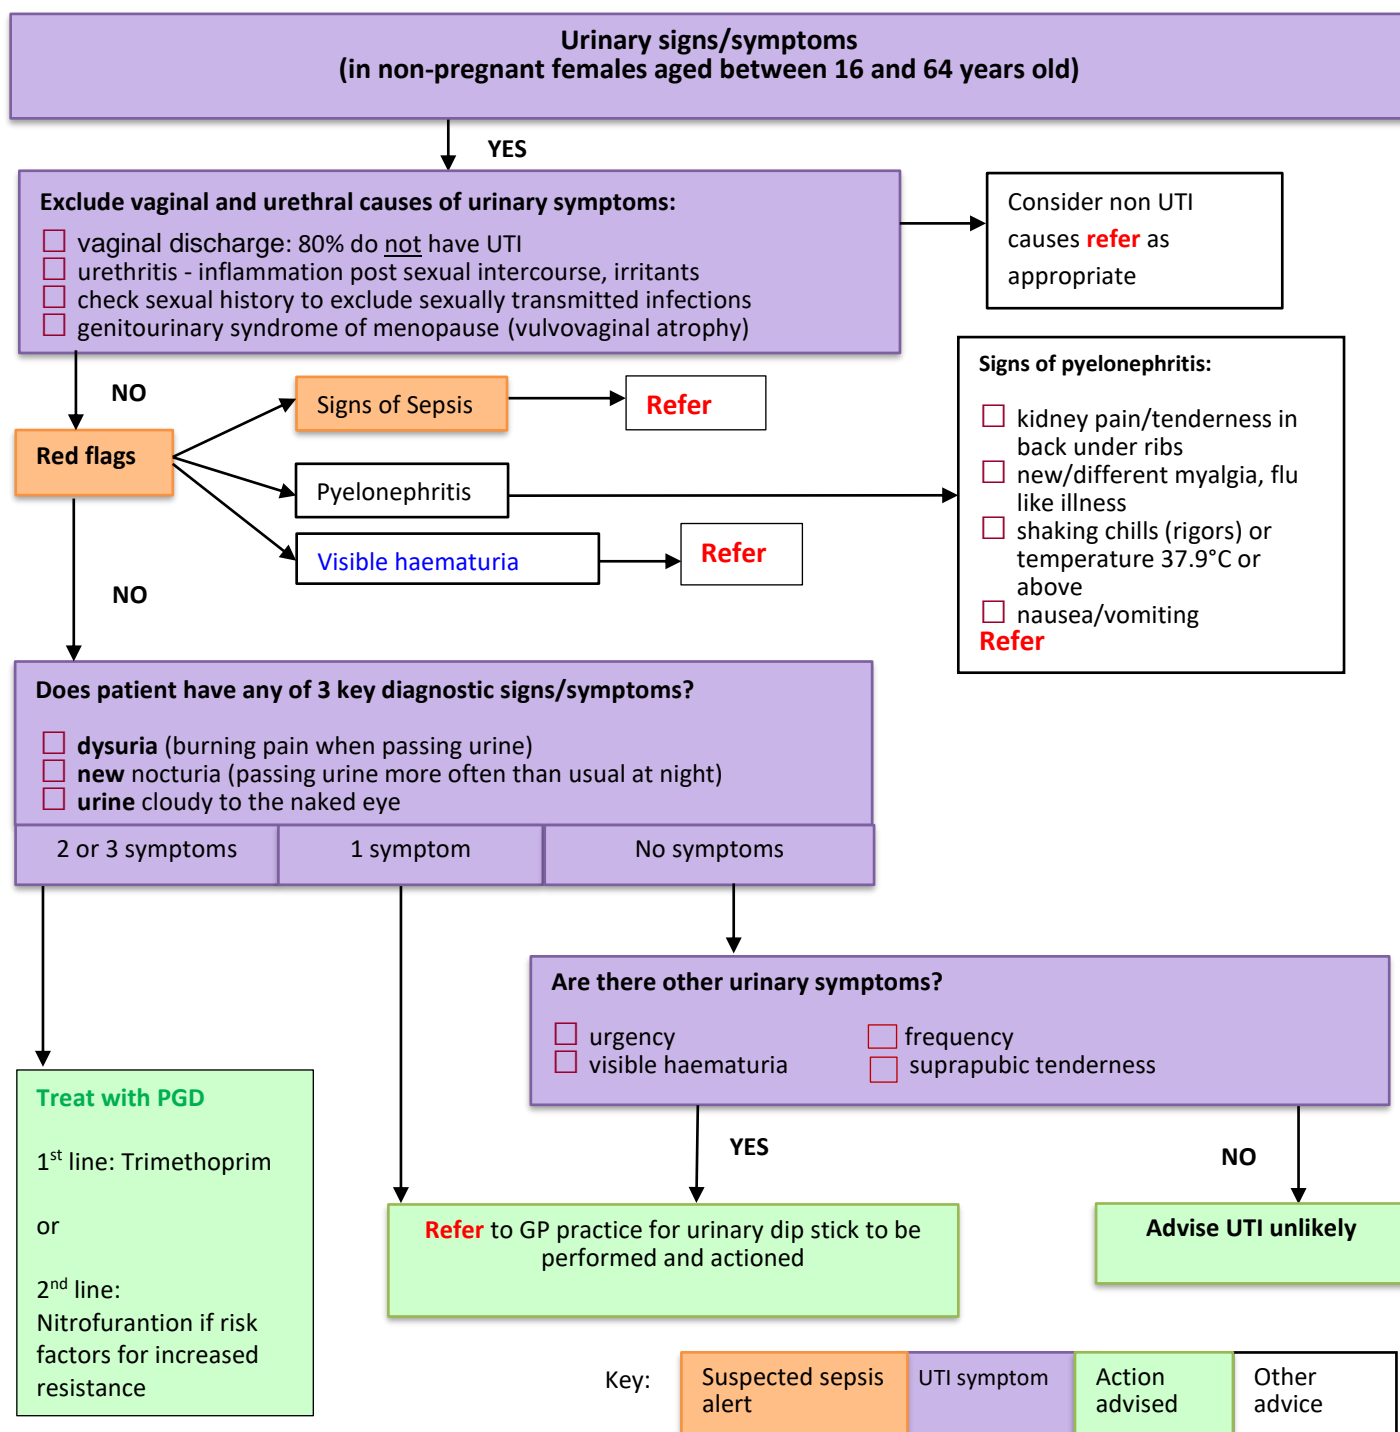 Urinary signs/symptoms
(in non-pregnant females aged between 16 and 64 years old)
YES
Exclude vaginal and urethral causes of urinary symptoms:
vaginal discharge: 80% do not have UTI
urethritis - inflammation post sexual intercourse, irritants
check sexual history to exclude sexually transmitted infections
genitourinary syndrome of menopause (vulvovaginal atrophy)
Consider non UTI
causes refer as
appropriate
NO
Red flags
Signs of Sepsis
Refer
Pyelonephritis
Visible haematuria
Refer
Signs of pyelonephritis:
kidney pain/tenderness in
back under ribs
new/different myalgia, flu
like illness
shaking chills (rigors) or
temperature 37.9°C or
above
nausea/vomiting
Refer
NO
Does patient have any of 3 key diagnostic signs/symptoms?
dysuria (burning pain when passing urine)
new nocturia (passing urine more often than usual at night)
urine cloudy to the naked eye
2 or 3 symptoms
1 symptom
No symptoms
Are there other urinary symptoms?
urgency
frequency
visible haematuria
suprapubic tenderness
YES
NO
Treat with PGD
1st line: Trimethoprim
or
2nd line:
Nitrofurantion if risk
factors for increased
resistance
Refer to GP practice for urinary dip stick to be
performed and actioned
Advise UTI unlikely
Key:
Suspected sepsis
alert
UTI symptom
Action
advised
Other
advice